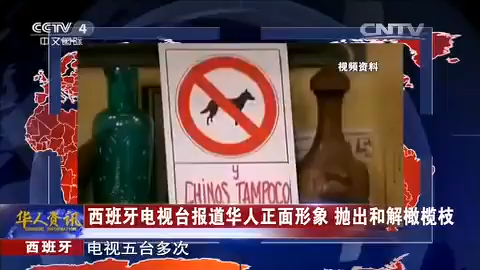 CCTV 4
中文国际
CNTV
视频资料
y
CHINOS TAMPOCO
华人资讯
西班牙电视台报道华人正面形象 抛出和解橄榄枝
西班牙
电视五台多次